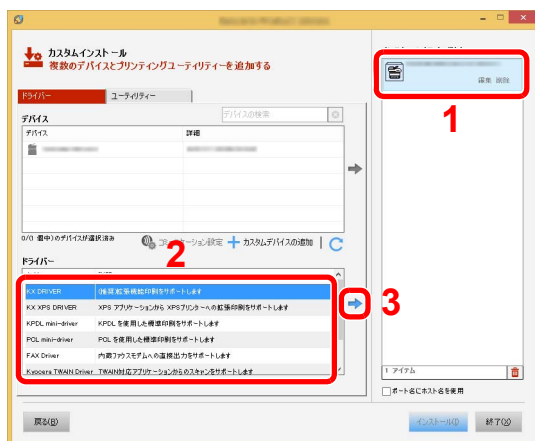 カスタムインストール
複数のデバイスとプリンティングユーティリティーを追加する
ドライバー ユーティリティー
デバイス デバイスの検索
デバイス 詳細
編集 削除
1
0/0 個中)のデバイスが選択済み
コミュニケーション設定 カスタムデバイスの追加
2
ドライバー
KX DRIVER (推奨)拡張機能印刷をサポートします
KX XPS DRIVER XPS アプリケーションから XPSプリンターへの拡張印刷をサポートします
KPDL mini-driver KPDL を使用した標準印刷をサポートします
PCL mini-driver PCL を使用した標準印刷をサポートします
FAX Driver 内蔵ファクスモデムへの直接出力をサポートします
Kyocera TWAIN Driver TWAIN対応アプリケーションからのスキャンをサポートします
3
1 アイテム
ポート名にホスト名を使用
戻る(B) インストール(I) 終了(X)